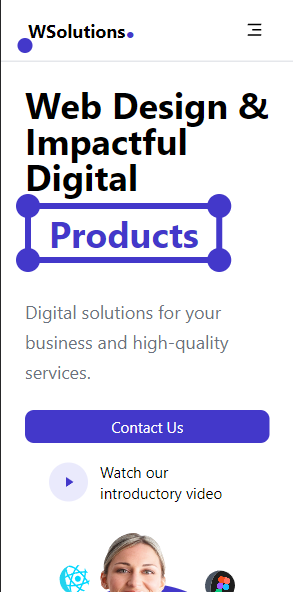 WSolutions
Web Design &
Impactful
Digital
Products
Digital solutions for your
business and high-quality
services.
Contact Us
Watch our
introductory video